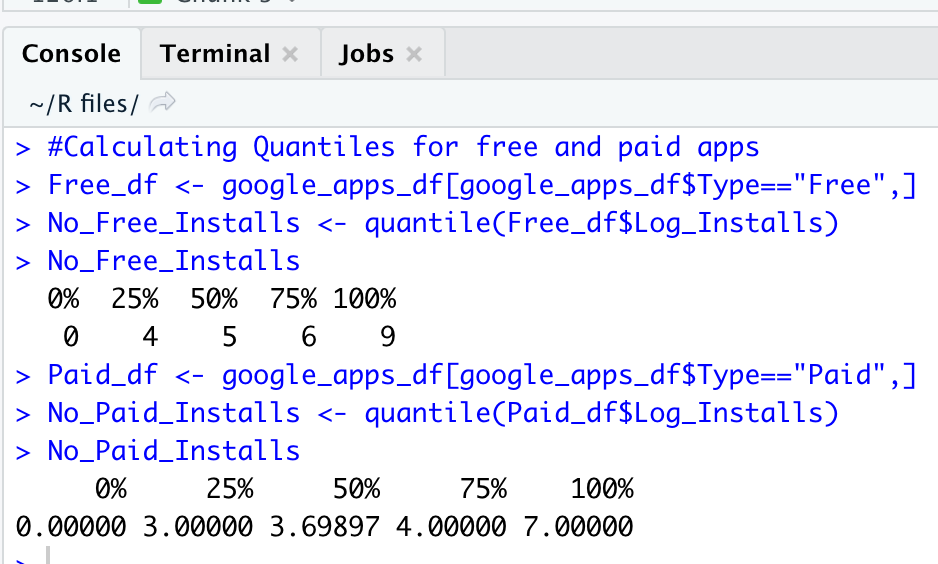 Console Terminal Jobs
~/R files/
> #Calculating Quantiles for free and paid apps
> Free_df <- google_apps_df[google_apps_df$Type=="Free",]
> No_Free_Installs <- quantile(Free_df$Log_Installs)
> No_Free_Installs
0% 25% 50% 75% 100%
0 4 5 6 9
> Paid_df <- google_apps_df[google_apps_df$Type=="Paid",]
> No_Paid_Installs <- quantile(Paid_df$Log_Installs)
> No_Paid_Installs
0% 25% 50% 75% 100%
0.00000 3.00000 3.69897 4.00000 7.00000
>